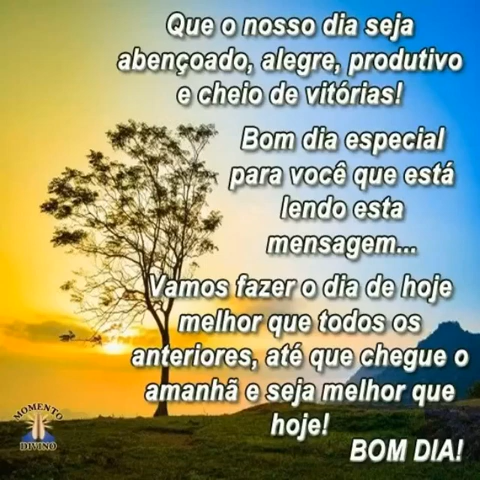 Que o nosso dia seja
abençoado, alegre, produtivo
e cheio de vitórias!
Bom dia especial
para você que está
lendo esta
mensagem...
Vamos fazer o dia de hoje
melhor que todos os
anteriores, até que chegue o
amanhã e seja melhor que
hoje!
BOM DIA!
MOMENTO
DIVINO